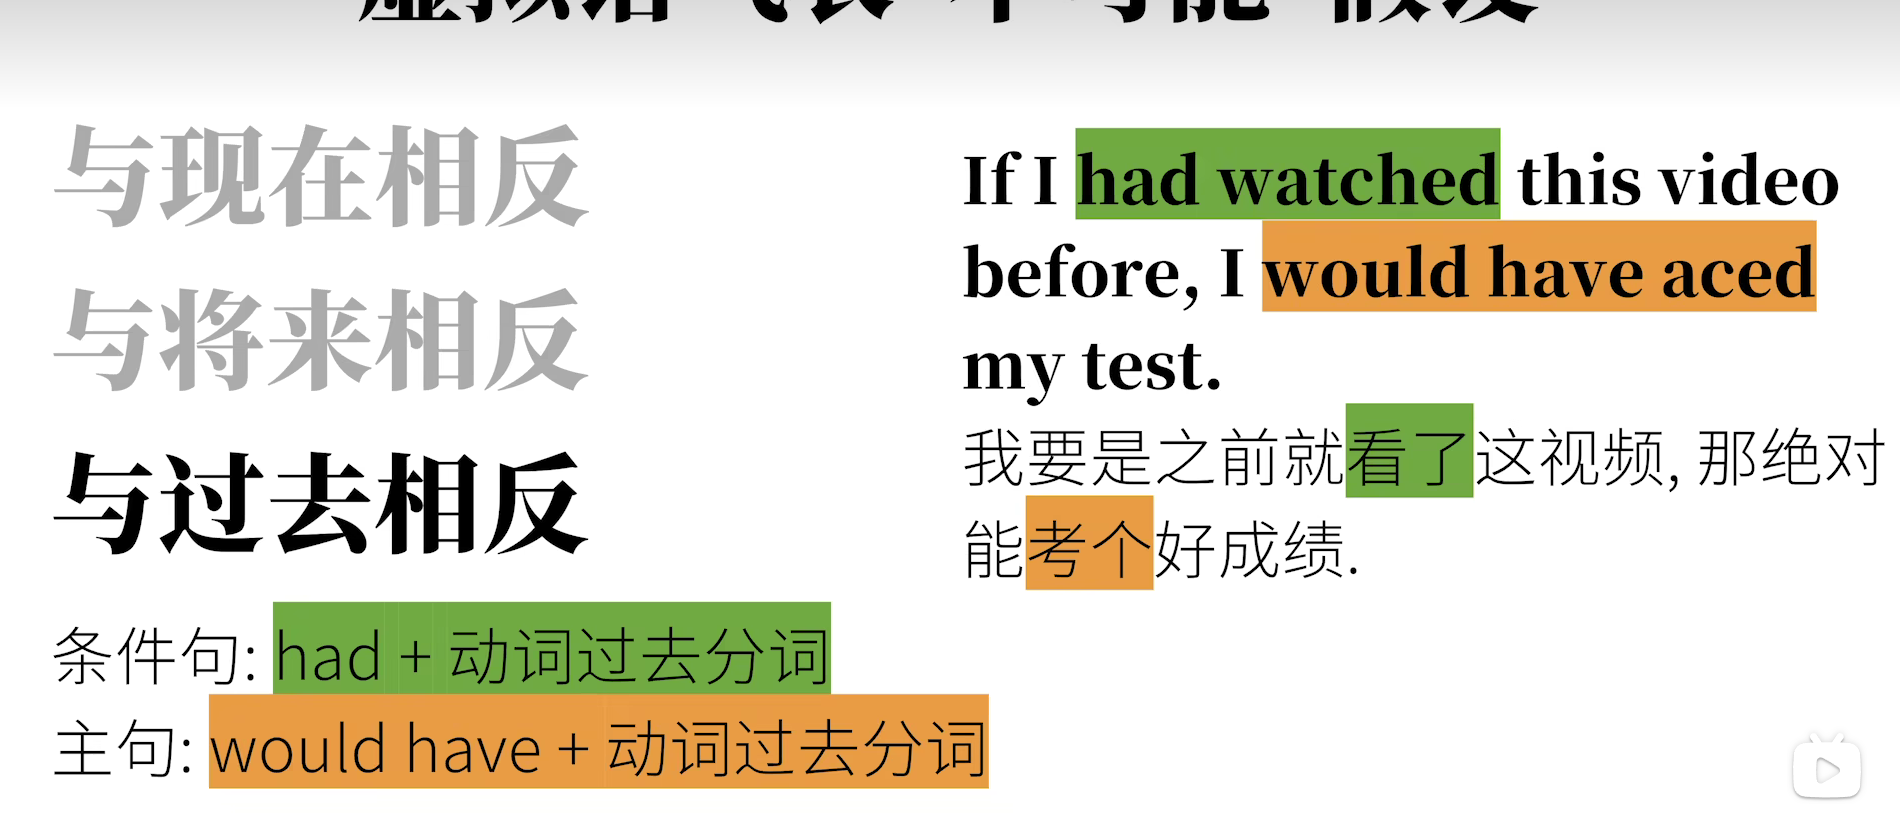 与现在相反
与将来相反
与过去相反
条件句: had + 动词过去分词
主句: would have + 动词过去分词
If I had watched this video
before, I would have aced
my test.
我要是之前就看了这视频, 那绝对
能考个好成绩.